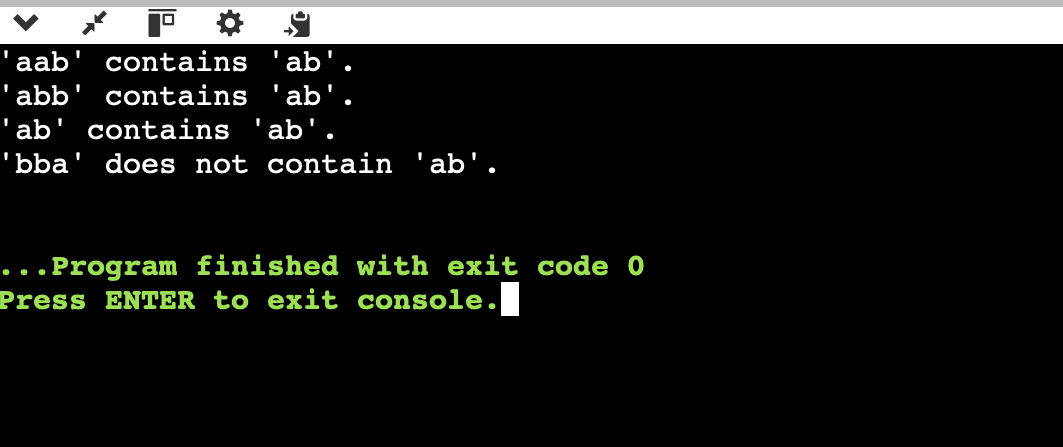 'aab' contains 'ab'.
'abb' contains 'ab'.
'ab' contains 'ab'.
'bba' does not contain 'ab'.
...Program finished with exit code 0
Press ENTER to exit console.